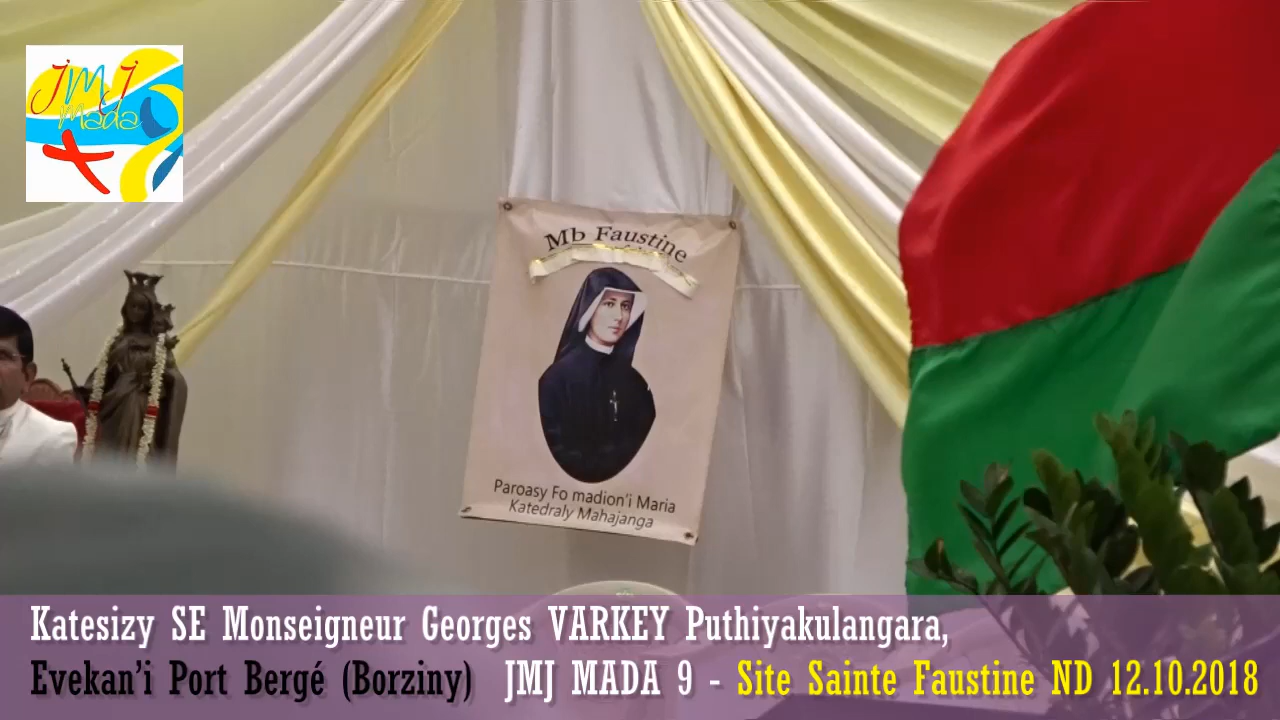 JMJ
Mada
Mb Faustine
Paroasy Fo madion'i Maria
Katedraly Mahajanga
Katesizy SE Monseigneur Georges VARKEY Puthiyakulangara,
Evekan'i Port Bergé (Borziny) JMJ MADA 9 - Site Sainte Faustine ND 12.10.2018